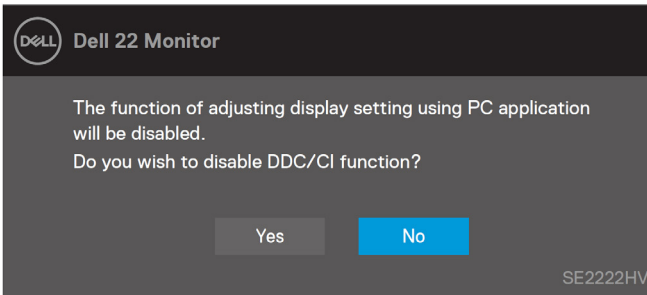 DELL
Dell 22 Monitor
The function of adjusting display setting using PC application
will be disabled.
Do you wish to disable DDC/CI function?
Yes
No
SE2222HV